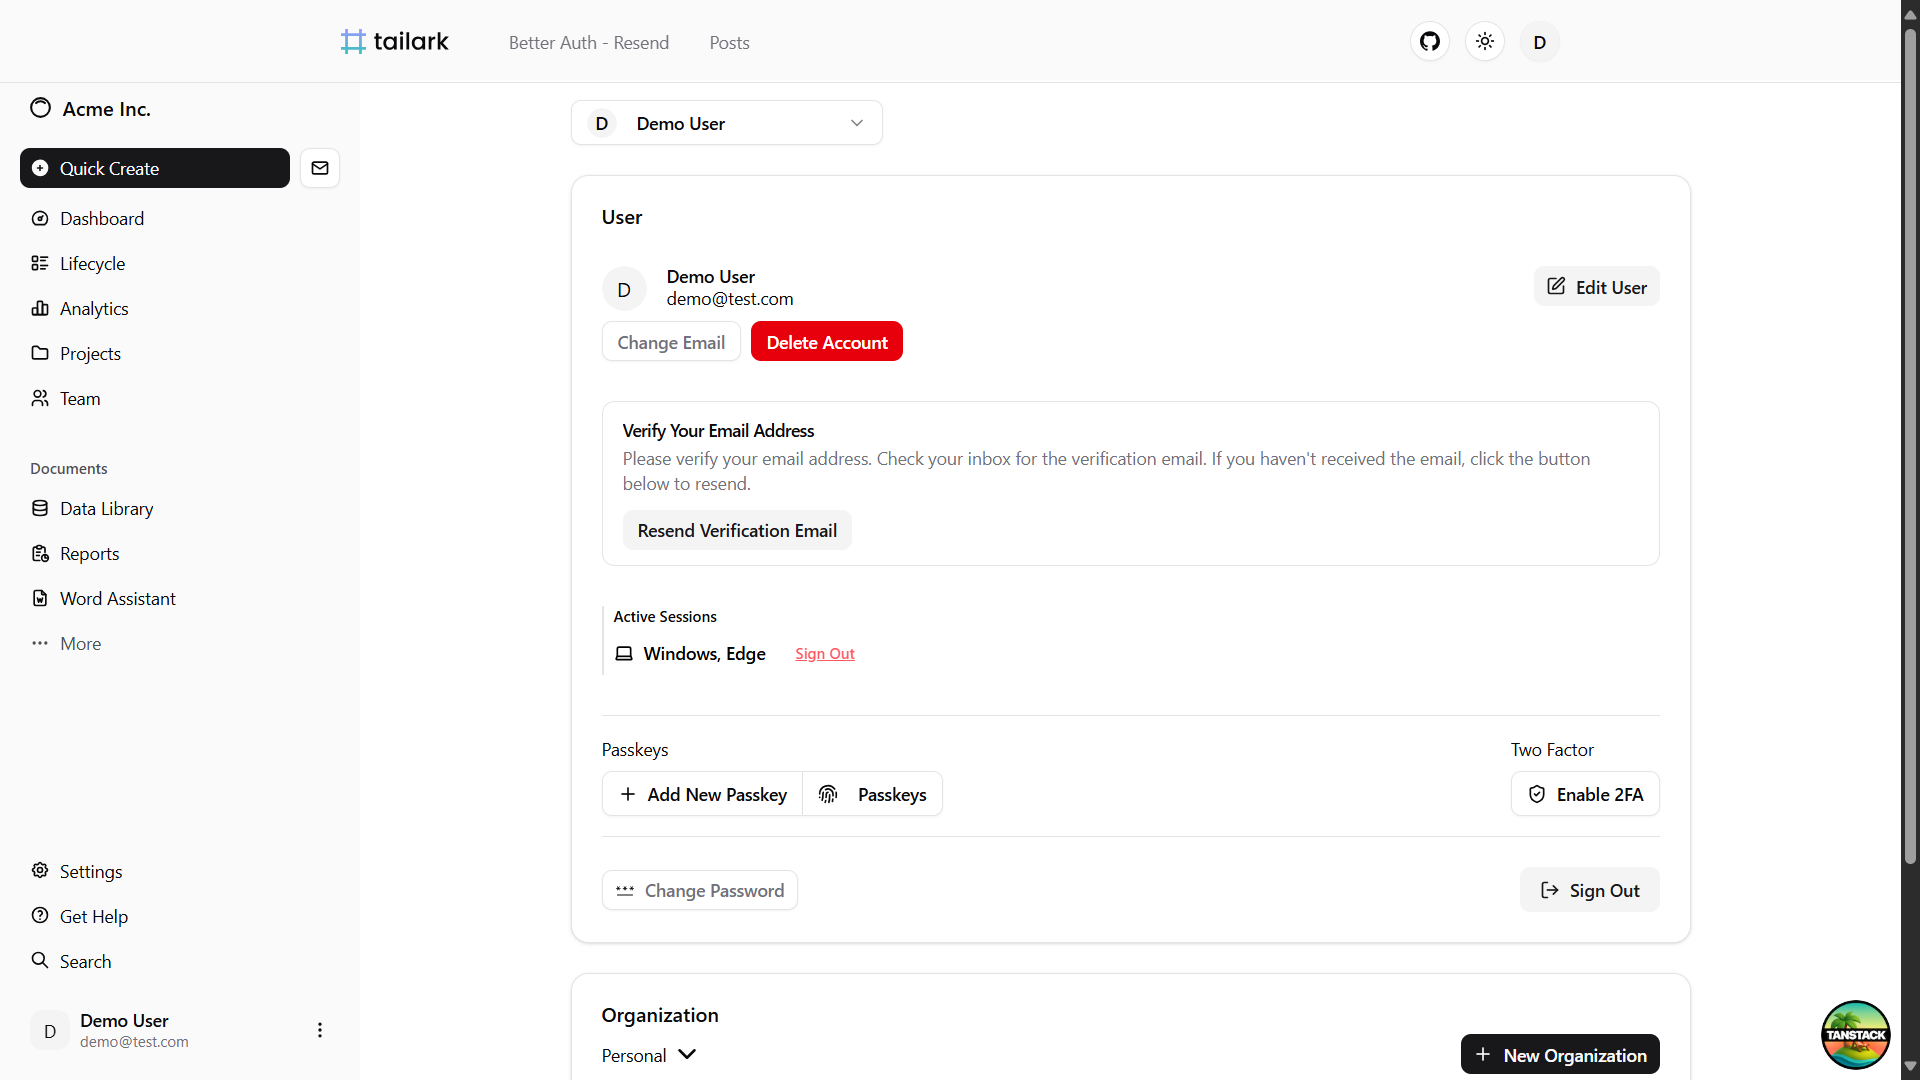 tailark
Better Auth - Resend
Posts
D
Acme Inc.
Quick Create
Dashboard
Lifecycle
Analytics
Projects
Team
Documents
Data Library
Reports
Word Assistant
More
Settings
Get Help
Search
D
Demo User
demo@test.com
D
Demo User
User
D
Demo User
demo@test.com
Edit User
Change Email
Delete Account
Verify Your Email Address
Please verify your email address. Check your inbox for the verification email. If you haven't received the email, click the button
below to resend.
Resend Verification Email
Active Sessions
Windows, Edge
Sign Out
Passkeys
Two Factor
Add New Passkey
Passkeys
Enable 2FA
Change Password
Sign Out
Organization
Personal
New Organization
TANSTACK